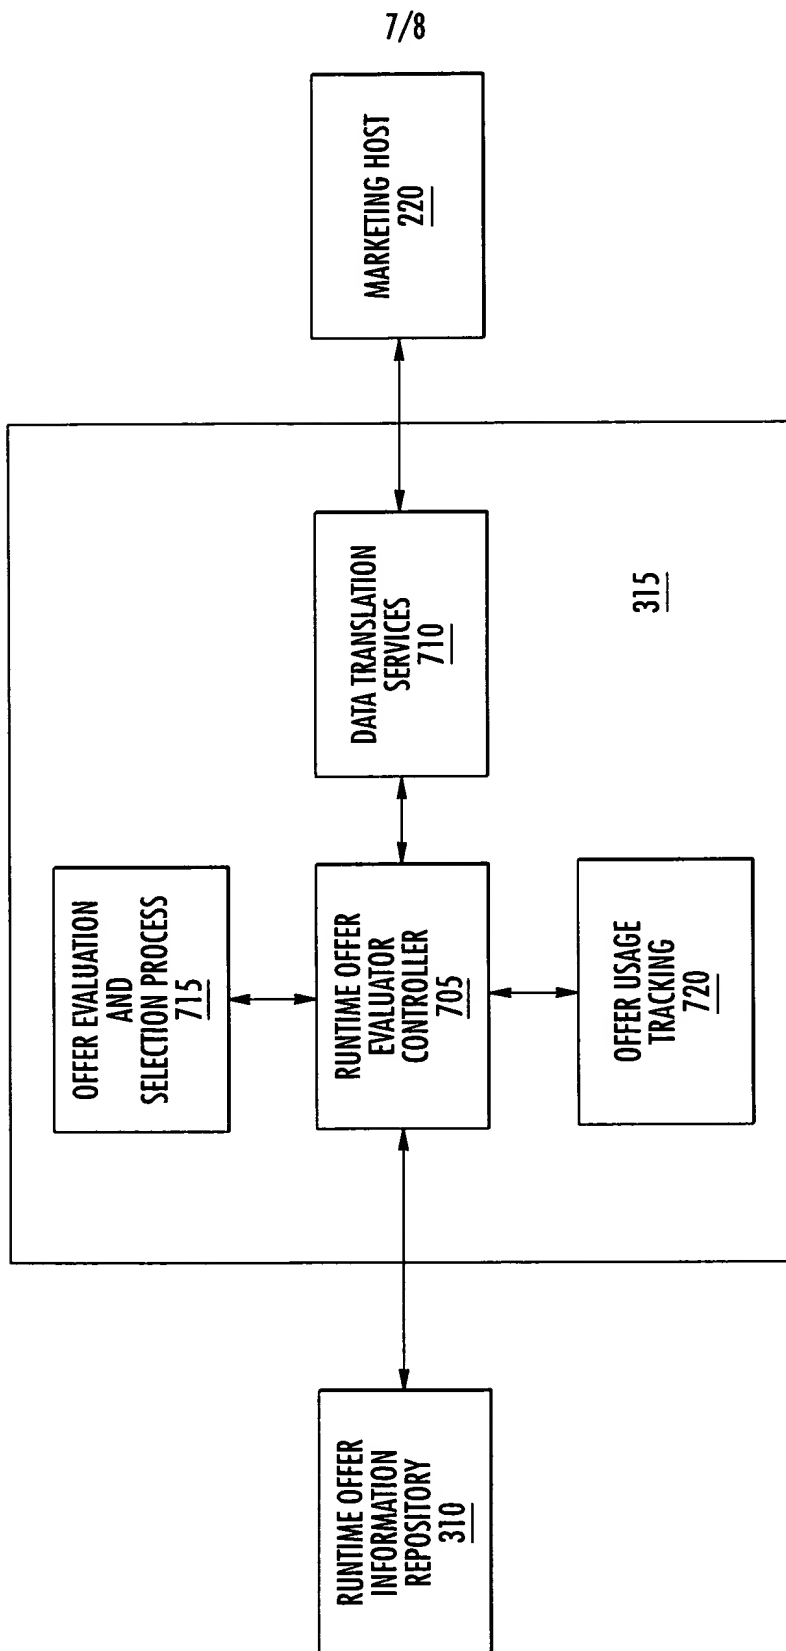 7/8
MARKETING HOST
220
DATA TRANSLATION
SERVICES
710
315
OFFER EVALUATION
AND
SELECTION PROCESS
715
RUNTIME OFFER
EVALUATOR
CONTROLLER
705
OFFER USAGE
TRACKING
720
RUNTIME OFFER
INFORMATION
REPOSITORY
310